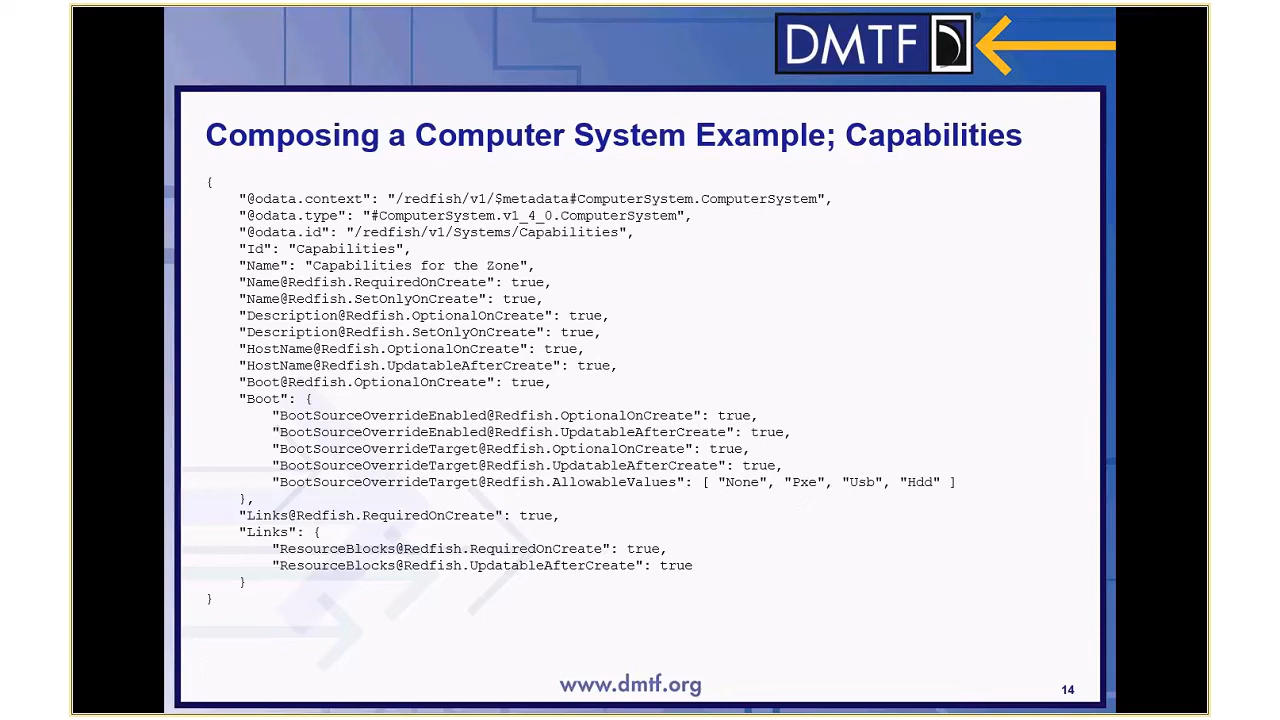 DMTF
Composing a Computer System Example; Capabilities
{
    "@odata.context": "/redfish/v1/$metadata#ComputerSystem.ComputerSystem",
    "@odata.type": "#ComputerSystem.v1_4_0.ComputerSystem",
    "@odata.id": "/redfish/v1/Systems/Capabilities",
    "Id": "Capabilities",
    "Name": "Capabilities for the Zone",
    "Name@Redfish.RequiredOnCreate": true,
    "Name@Redfish.SetOnlyOnCreate": true,
    "Description@Redfish.OptionalOnCreate": true,
    "Description@Redfish.SetOnlyOnCreate": true,
    "HostName@Redfish.OptionalOnCreate": true,
    "HostName@Redfish.UpdatableAfterCreate": true,
    "Boot@Redfish.OptionalOnCreate": true,
    "Boot": {
        "BootSourceOverrideEnabled@Redfish.OptionalOnCreate": true,
        "BootSourceOverrideEnabled@Redfish.UpdatableAfterCreate": true,
        "BootSourceOverrideTarget@Redfish.OptionalOnCreate": true,
        "BootSourceOverrideTarget@Redfish.UpdatableAfterCreate": true,
        "BootSourceOverrideTarget@Redfish.AllowableValues": [ "None", "Pxe", "Usb", "Hdd" ]
    },
    "Links@Redfish.RequiredOnCreate": true,
    "Links": {
        "ResourceBlocks@Redfish.RequiredOnCreate": true,
        "ResourceBlocks@Redfish.UpdatableAfterCreate": true
    }
}
www.dmtf.org
14